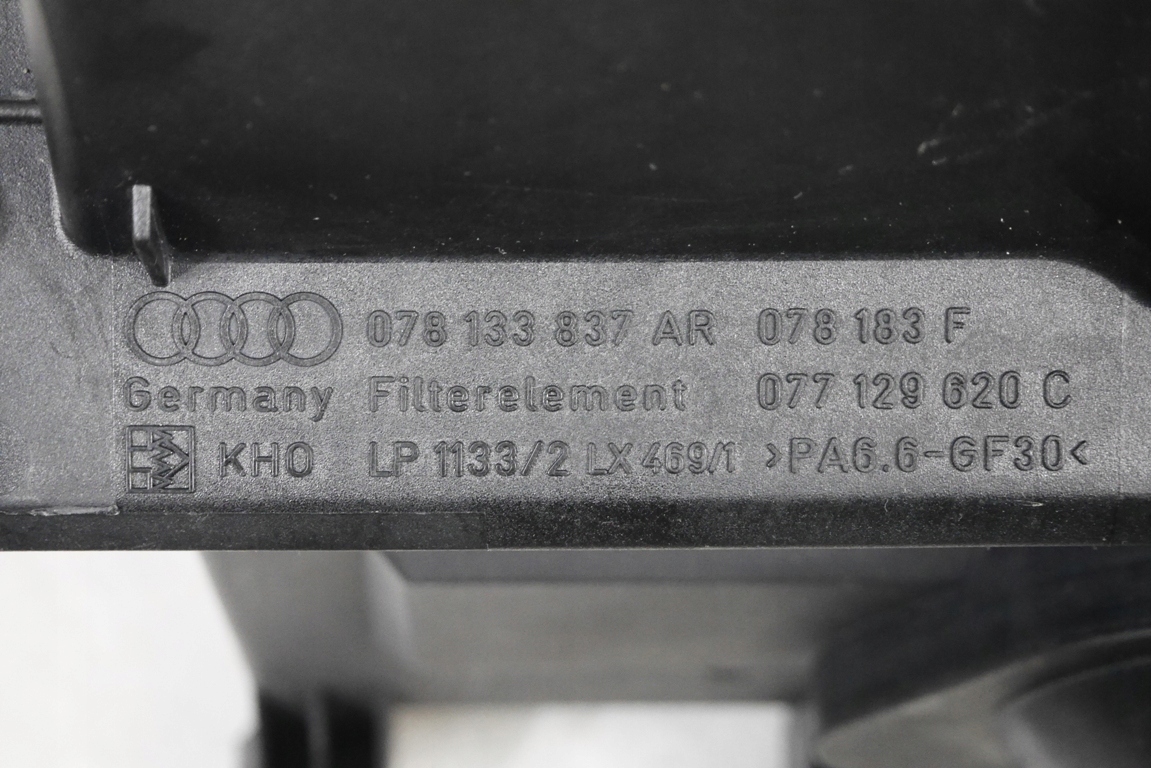 078 133 837 AR 078 183 F
Germany Filterelement 077 129 620 C
KHO LP 1133/2 LX 469/1 >PA6.6-GF30<